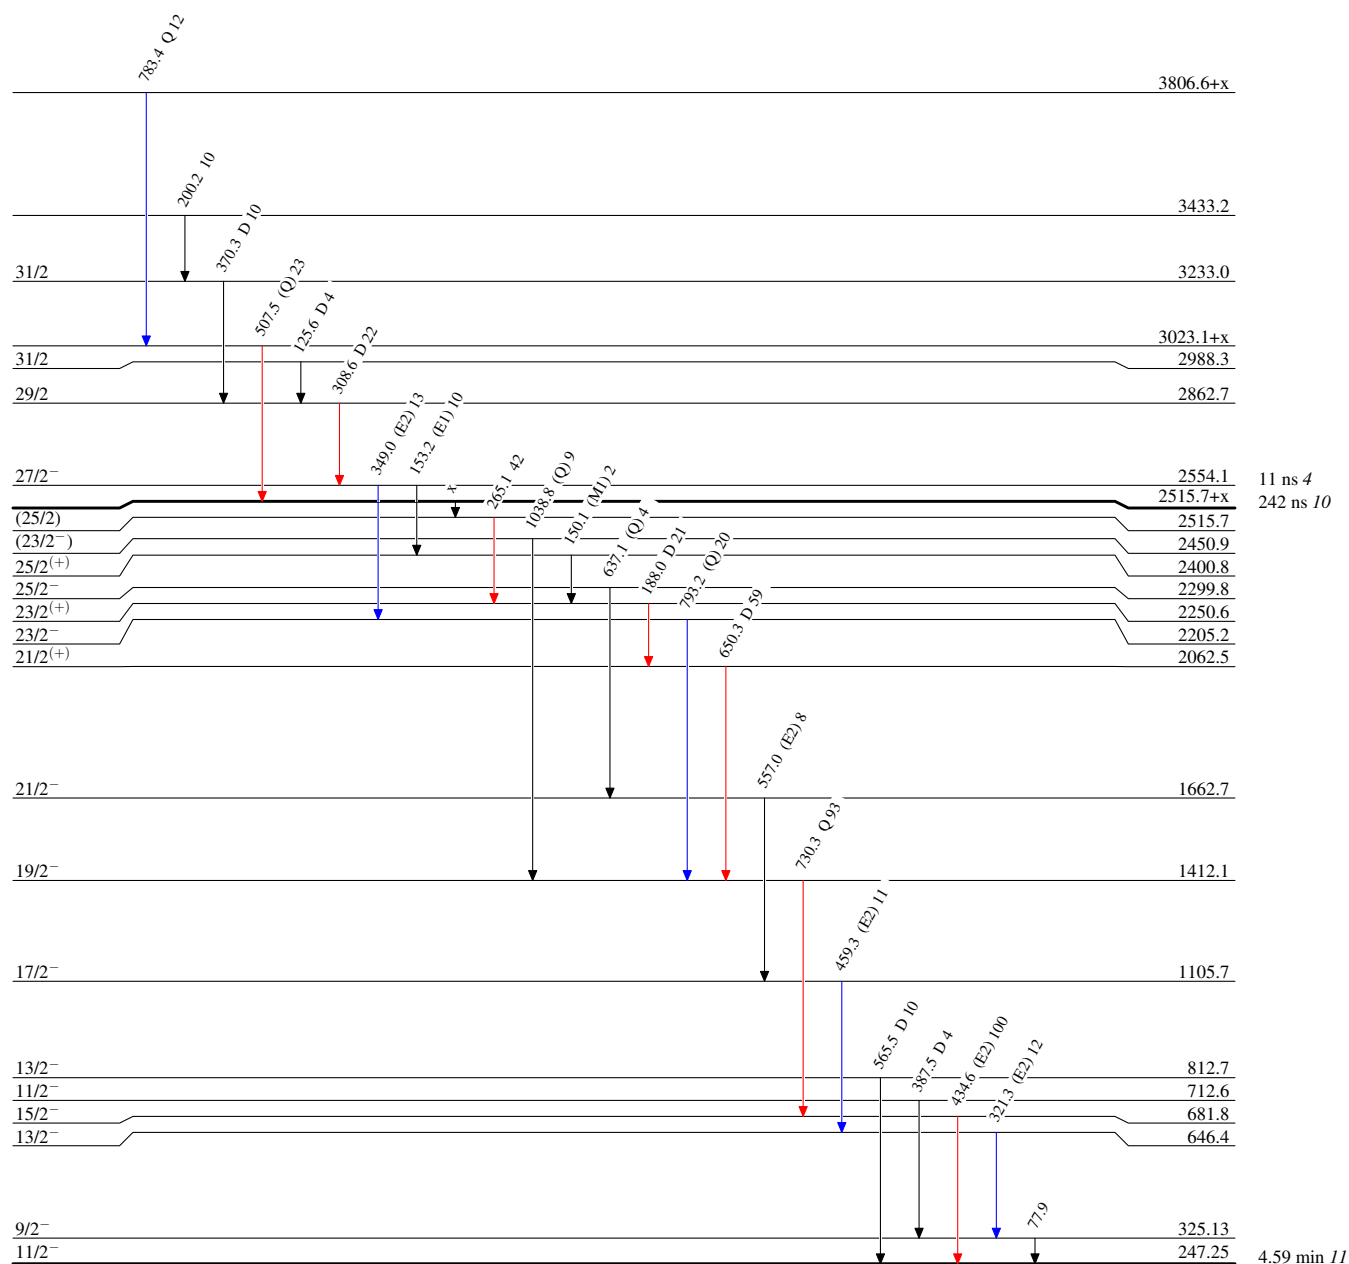 783.4 Q 12
3806.6+x
200.2 10
3433.2
370.3 D 10
31/2 3233.0
507.5 (Q) 23
125.6 D 4
3023.1+x
31/2 2988.3
308.6 D 22
29/2 2862.7
349.0 (E2) 13
153.2 (E1) 10
27/2⁻ 2554.1 11 ns 4
x
2515.7+x 242 ns 10
265.1 42
(25/2) 2515.7
1038.8 (Q) 9
(23/2⁻) 2450.9
150.1 (M1) 2
25/2⁽⁺⁾ 2400.8
637.1 (Q) 4
25/2⁻ 2299.8
188.0 D 21
23/2⁽⁺⁾ 2250.6
793.2 (Q) 20
23/2⁻ 2205.2
650.3 D 59
21/2⁽⁺⁾ 2062.5
557.0 (E2) 8
21/2⁻ 1662.7
730.3 Q 93
19/2⁻ 1412.1
459.3 (E2) 11
17/2⁻ 1105.7
565.5 D 10
13/2⁻ 812.7
387.5 D 4
11/2⁻ 712.6
434.6 (E2) 100
15/2⁻ 681.8
321.3 (E2) 12
13/2⁻ 646.4
77.9
9/2⁻ 325.13
11/2⁻ 247.25 4.59 min 11